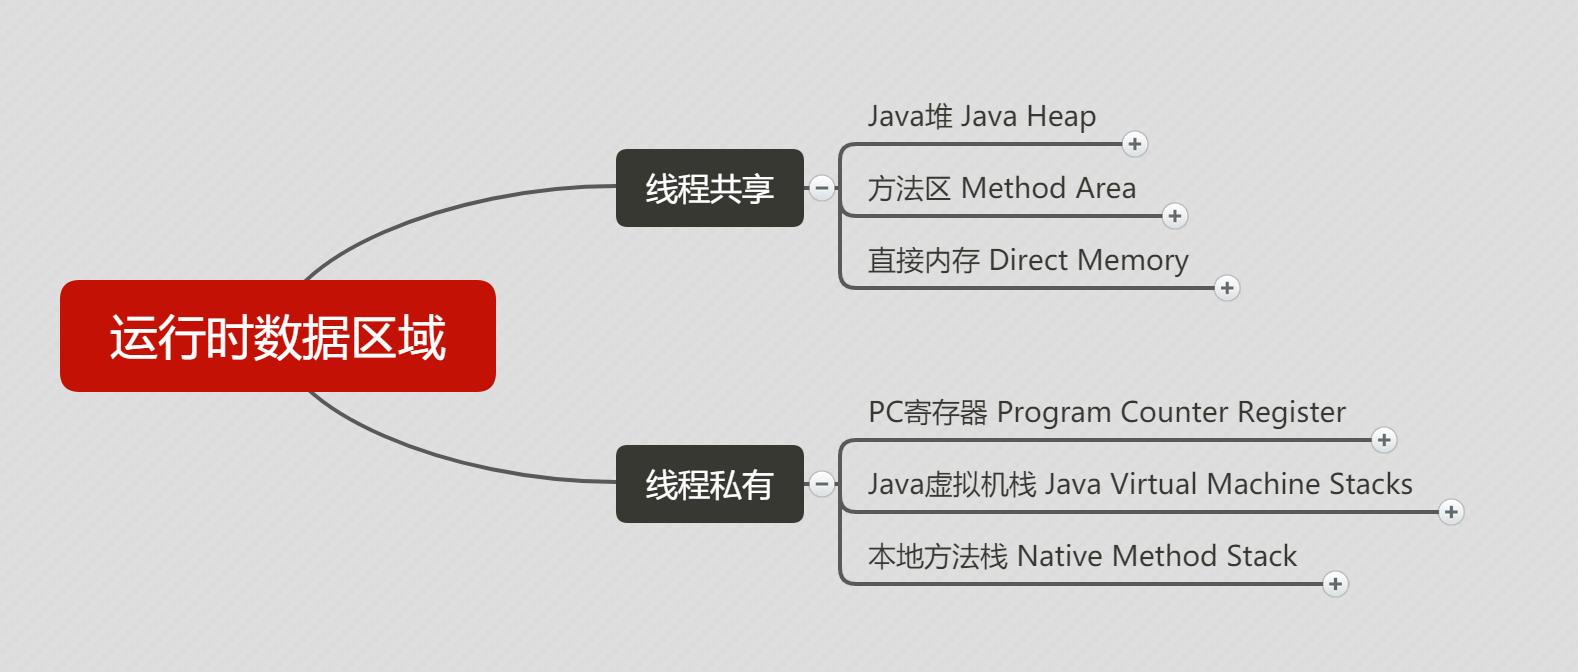 运行时数据区域
线程共享
Java堆 Java Heap
方法区 Method Area
直接内存 Direct Memory
线程私有
PC寄存器 Program Counter Register
Java虚拟机栈 Java Virtual Machine Stacks
本地方法栈 Native Method Stack